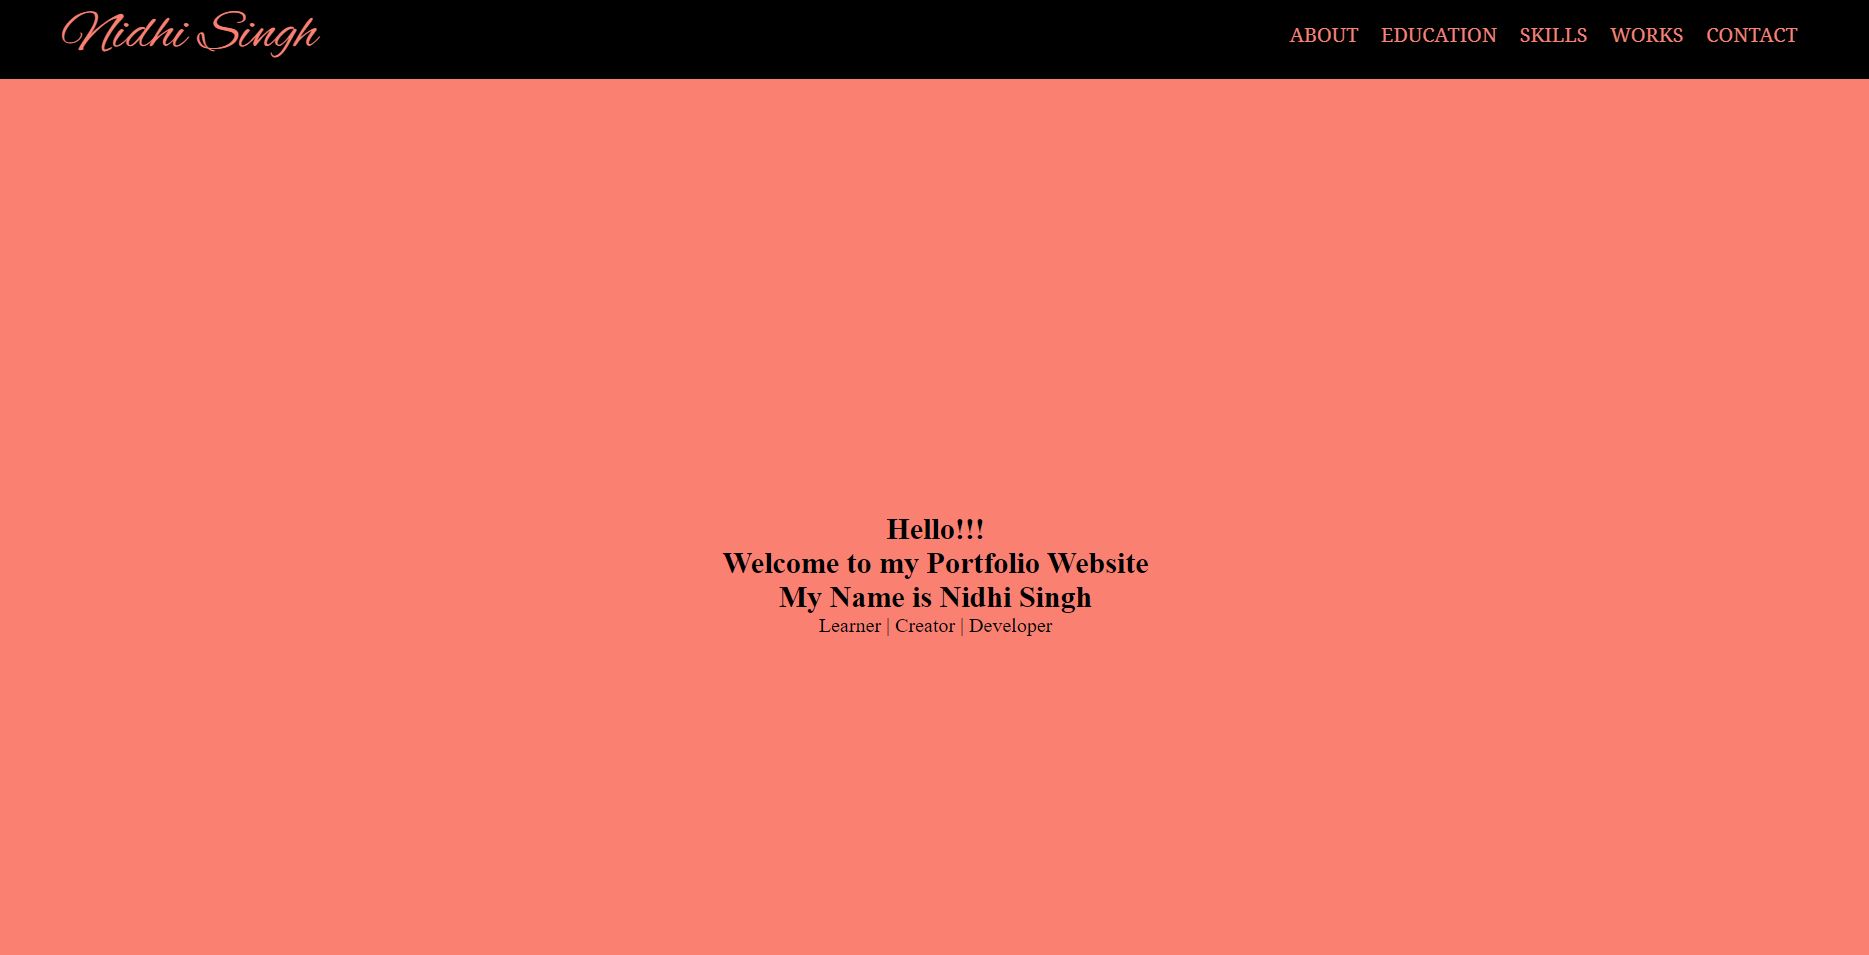 Nidhi Singh
ABOUT EDUCATION SKILLS WORKS CONTACT
Hello!!!
Welcome to my Portfolio Website
My Name is Nidhi Singh
Learner | Creator | Developer